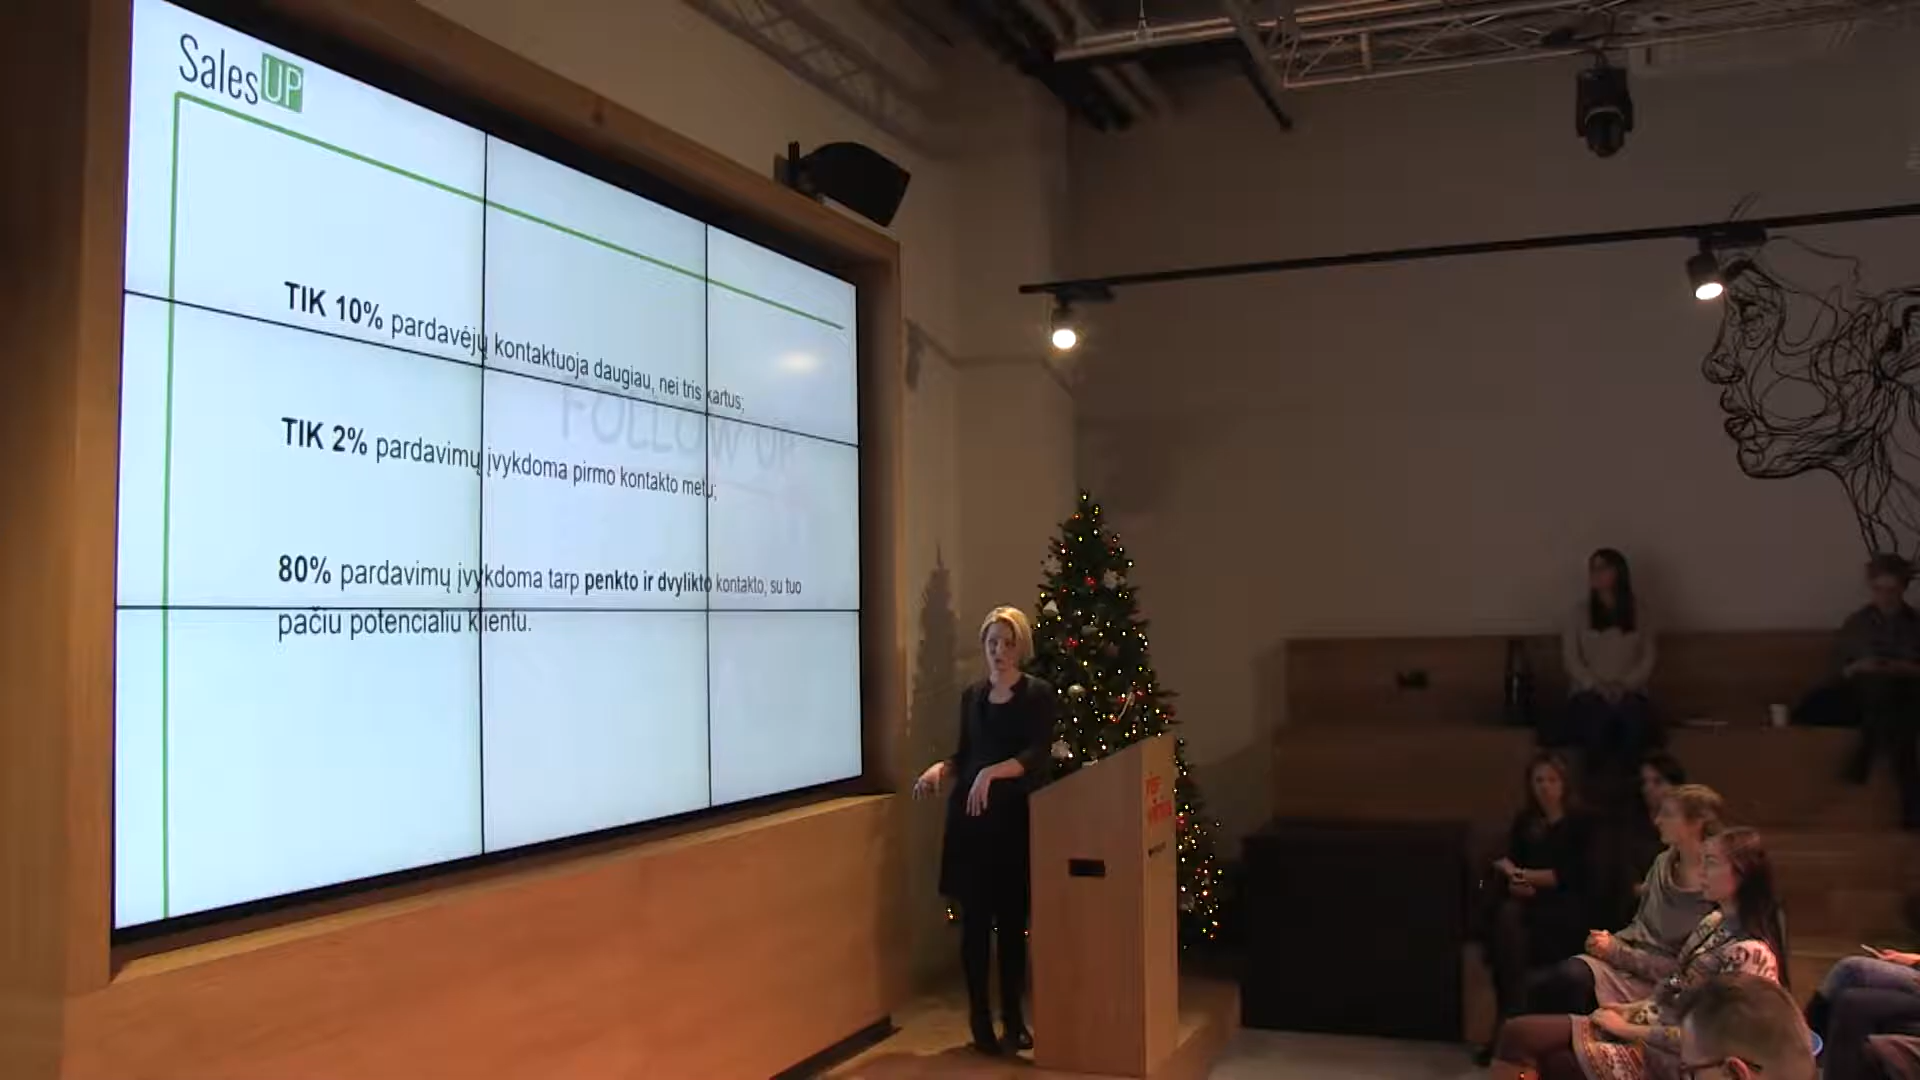 SalesUP
TIK 10% pardavėjų kontaktuoja daugiau, nei tris kartus;
FOLLOW UP
TIK 2% pardavimų įvykdoma pirmo kontakto metu;
80% pardavimų įvykdoma tarp penkto ir dvylikto kontakto, su tuo
pačiu potencialiu klientu.